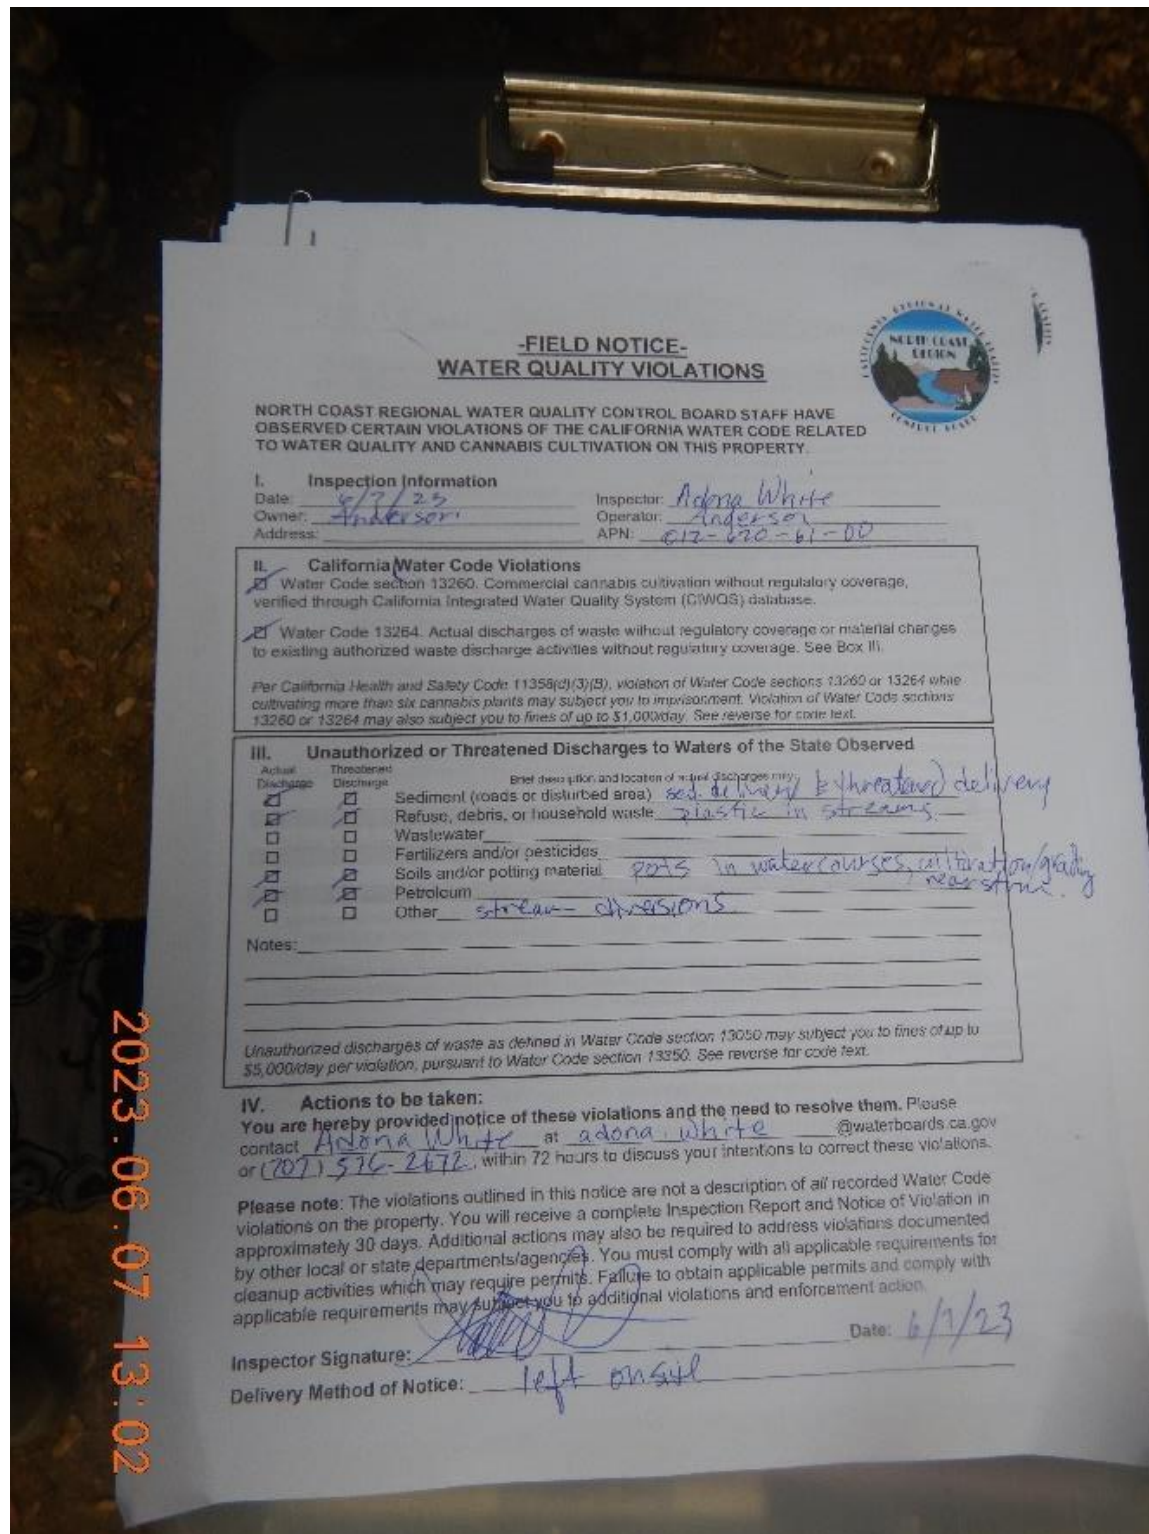 -FIELD NOTICE-
WATER QUALITY VIOLATIONS
NORTH COAST
REGION
CONTROL BOARD
NORTH COAST REGIONAL WATER QUALITY CONTROL BOARD STAFF HAVE
OBSERVED CERTAIN VIOLATIONS OF THE CALIFORNIA WATER CODE RELATED
TO WATER QUALITY AND CANNABIS CULTIVATION ON THIS PROPERTY.
I. Inspection Information
Date: 6/7/23 Inspector: Adona White
Owner: Anderson Operator: Anderson
Address: APN: 012-620-61-00
II. California Water Code Violations
Water Code section 13260. Commercial cannabis cultivation without regulatory coverage,
verified through California Integrated Water Quality System (CIWQS) database.
Water Code 13264. Actual discharges of waste without regulatory coverage or material changes
to existing authorized waste discharge activities without regulatory coverage. See Box III.
Per California Health and Safety Code 11358(d)(3)(B), violation of Water Code sections 13260 or 13264 while
cultivating more than six cannabis plants may subject you to imprisonment. Violation of Water Code sections
13260 or 13264 may also subject you to fines of up to $1,000/day. See reverse for code text.
III. Unauthorized or Threatened Discharges to Waters of the State Observed
Actual Threatened
Discharge Discharge Brief description and location of actual discharges
Sediment (roads or disturbed area) sed. delivery & threatened delivery
Refuse, debris, or household waste plastic in streams
Wastewater
Fertilizers and/or pesticides
Soils and/or potting material pots in watercourses, cultivation/grading
near
Petroleum
Other stream diversions
Notes:
Unauthorized discharges of waste as defined in Water Code section 13050 may subject you to fines of up to
$5,000/day per violation, pursuant to Water Code section 13350. See reverse for code text.
IV. Actions to be taken:
You are hereby provided notice of these violations and the need to resolve them. Please
contact Adona White at adona.white @waterboards.ca.gov
or (707) 576-2672, within 72 hours to discuss your intentions to correct these violations.
Please note: The violations outlined in this notice are not a description of all recorded Water Code
violations on the property. You will receive a complete Inspection Report and Notice of Violation in
approximately 30 days. Additional actions may also be required to address violations documented
by other local or state departments/agencies. You must comply with all applicable requirements for
cleanup activities which may require permits. Failure to obtain applicable permits and comply with
applicable requirements may subject you to additional violations and enforcement action.
Inspector Signature: Date: 6/7/23
Delivery Method of Notice: left onsite
2023.06.07 13:02